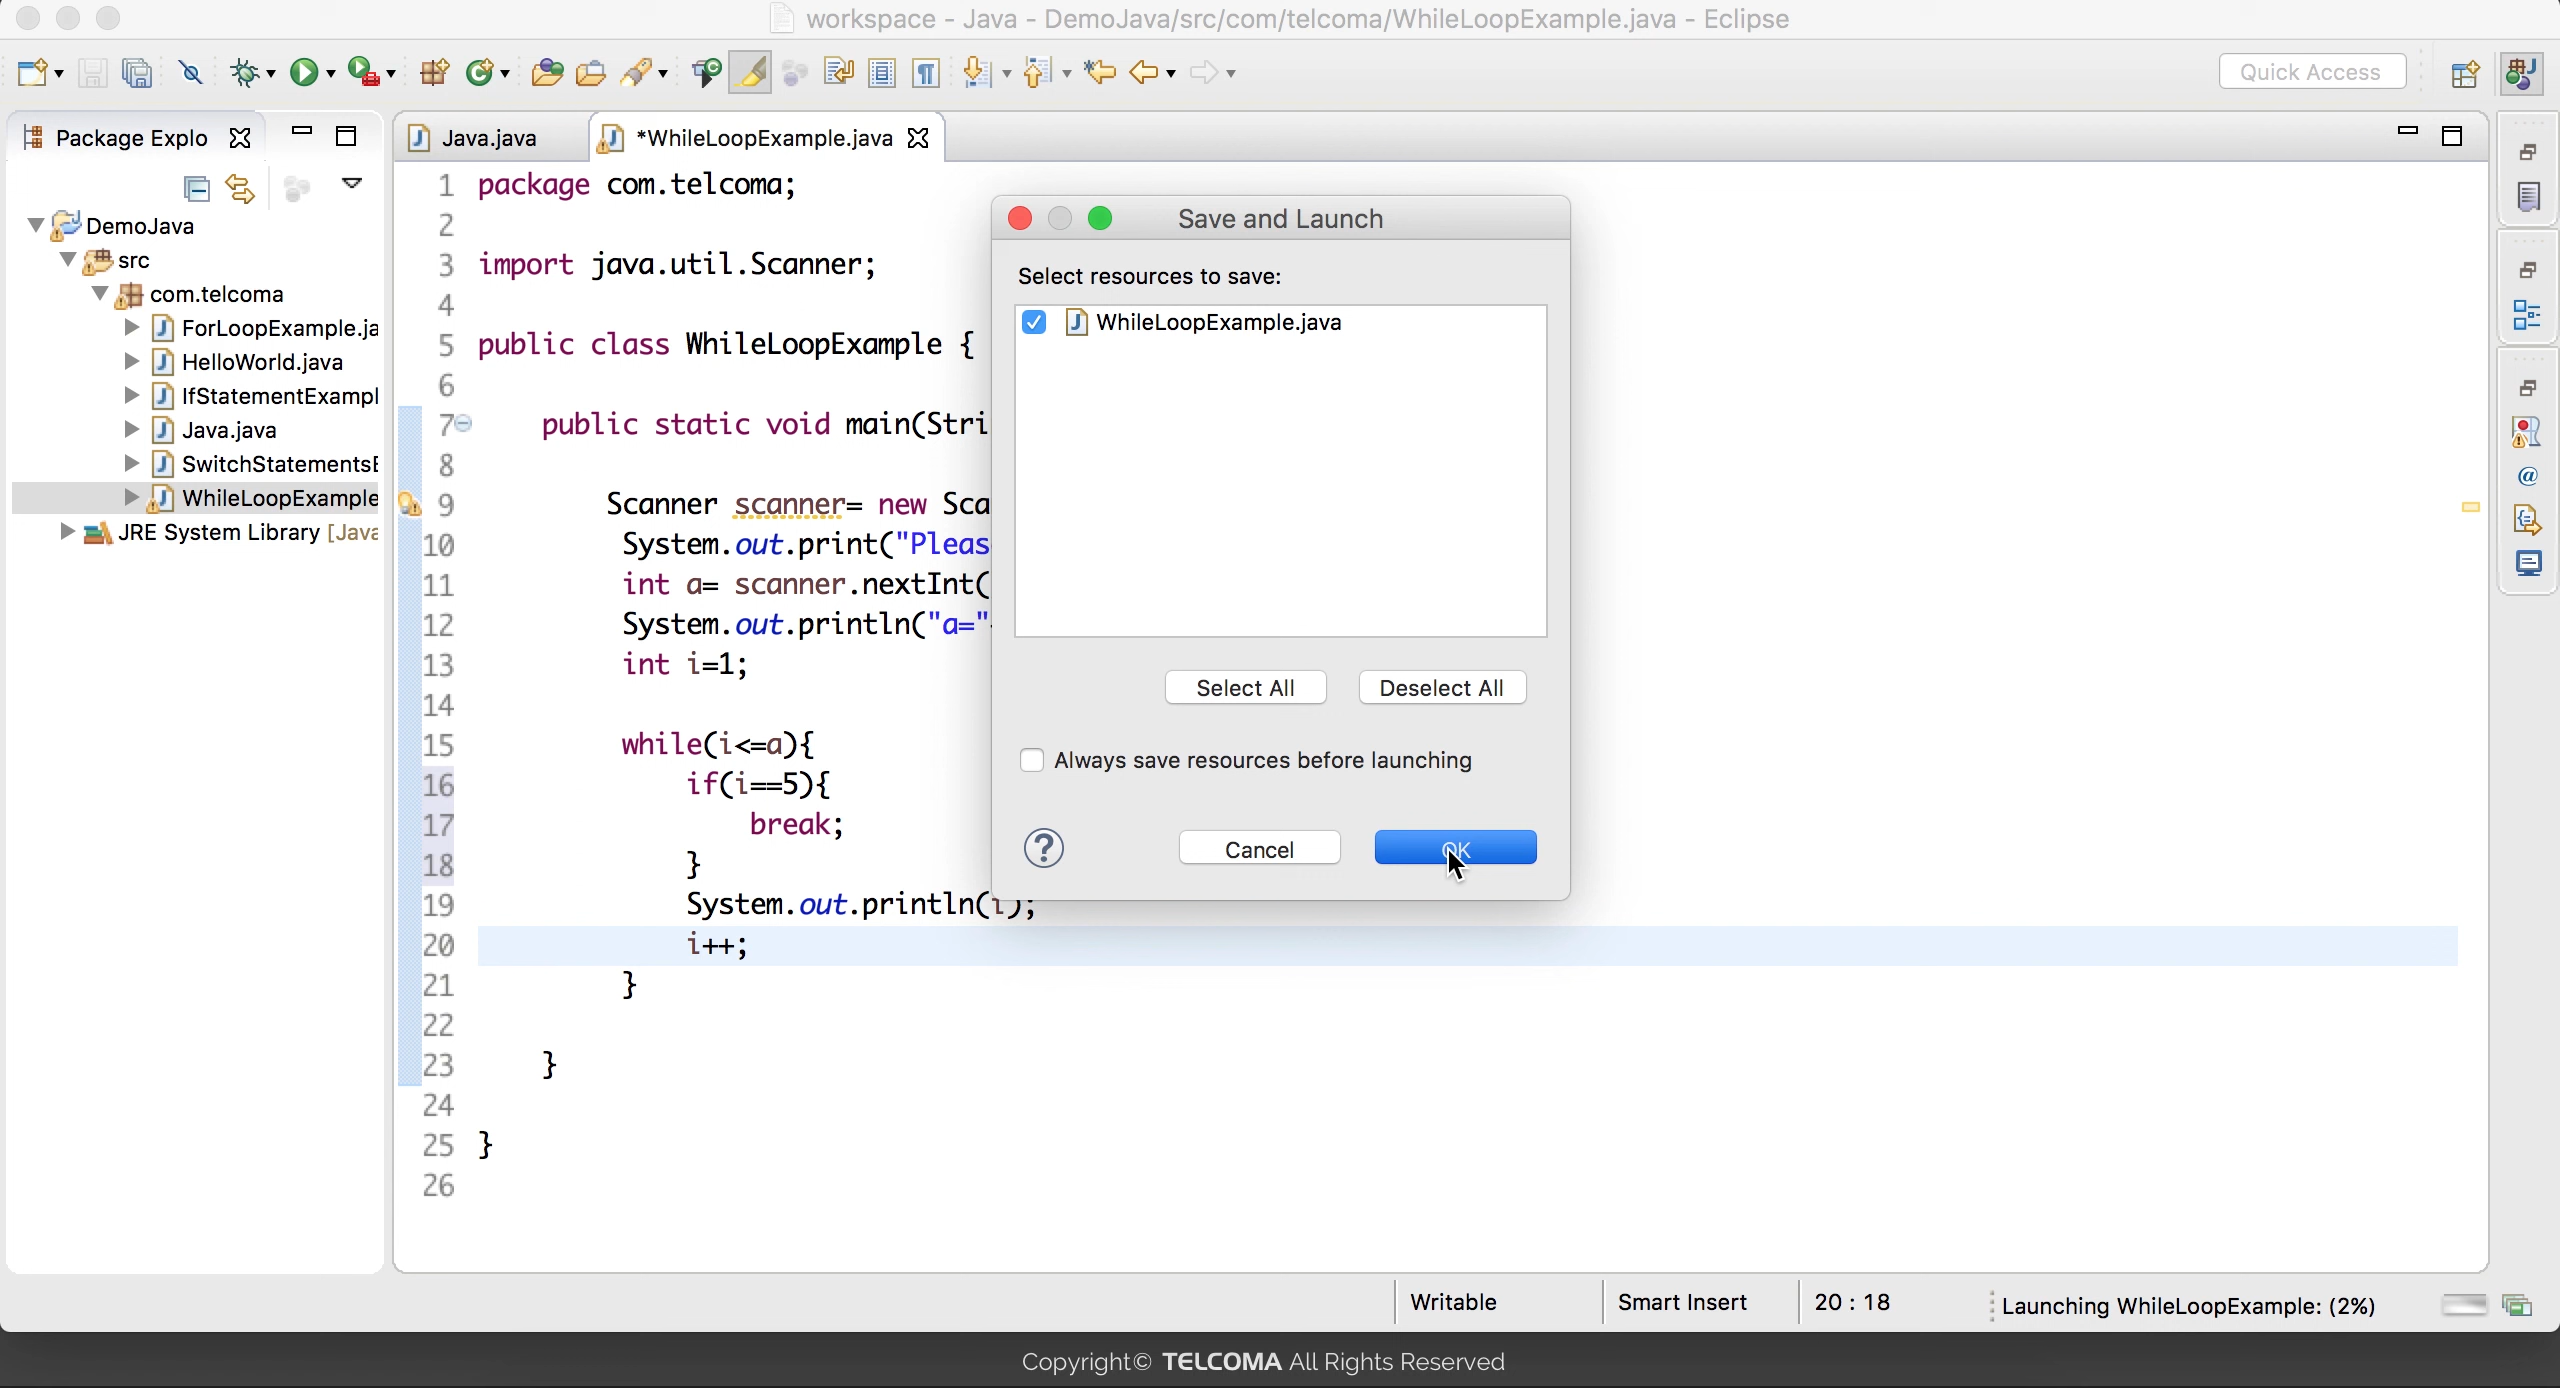 workspace - Java - DemoJava/src/com/telcoma/WhileLoopExample.java - Eclipse
Quick Access
Package Explo
Java.java
*WhileLoopExample.java
DemoJava
src
com.telcoma
ForLoopExample.ja
HelloWorld.java
IfStatementExampl
Java.java
SwitchStatementsE
WhileLoopExample
JRE System Library [Java
1 package com.telcoma;
2
3 import java.util.Scanner;
4
5 public class WhileLoopExample {
6
7 public static void main(Stri
8
9 Scanner scanner= new Sca
10 System.out.print("Pleas
11 int a= scanner.nextInt(
12 System.out.println("a="
13 int i=1;
14
15 while(i<=a){
16 if(i==5){
17 break;
18 }
19 System.out.println(i);
20 i++;
21 }
22
23 }
24
25 }
26
Save and Launch
Select resources to save:
WhileLoopExample.java
Select All
Deselect All
Always save resources before launching
?
Cancel
OK
Writable
Smart Insert
20 : 18
Launching WhileLoopExample: (2%)
Copyright© TELCOMA All Rights Reserved